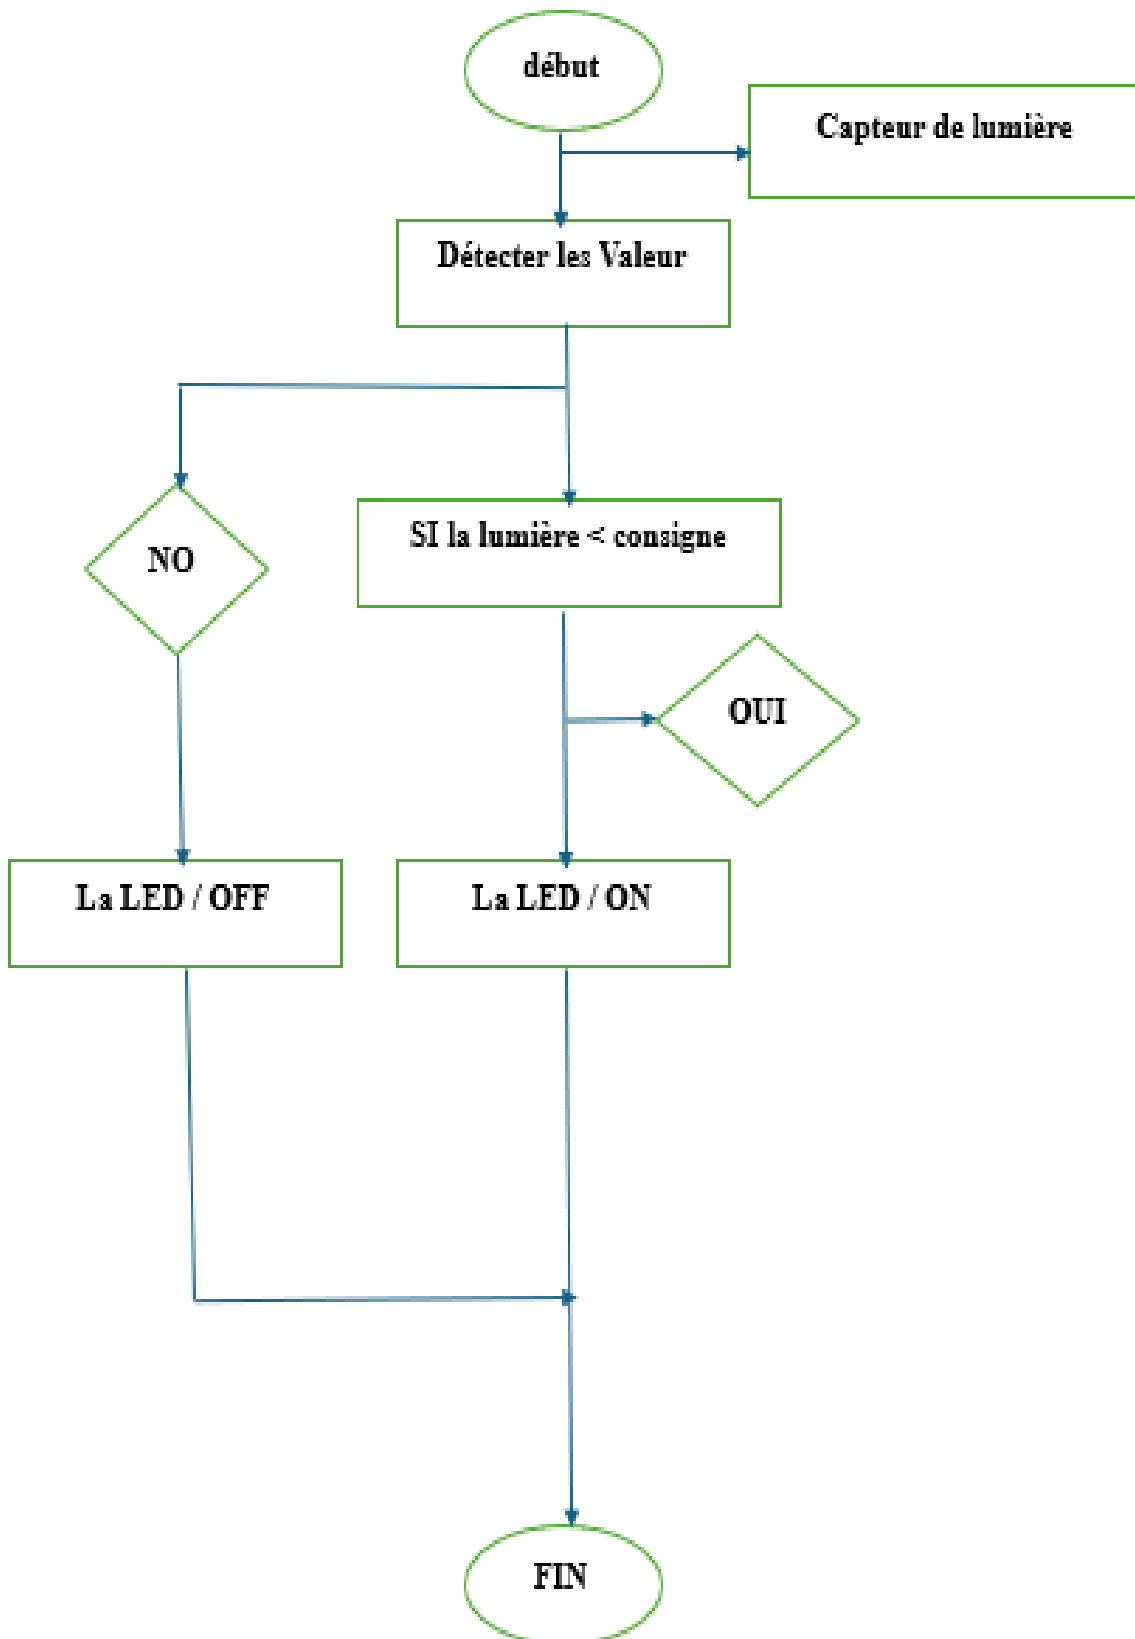 début
Capteur de lumière
Détecter les Valeur
NO
SI la lumière < consigne
OUI
La LED / OFF
La LED / ON
FIN